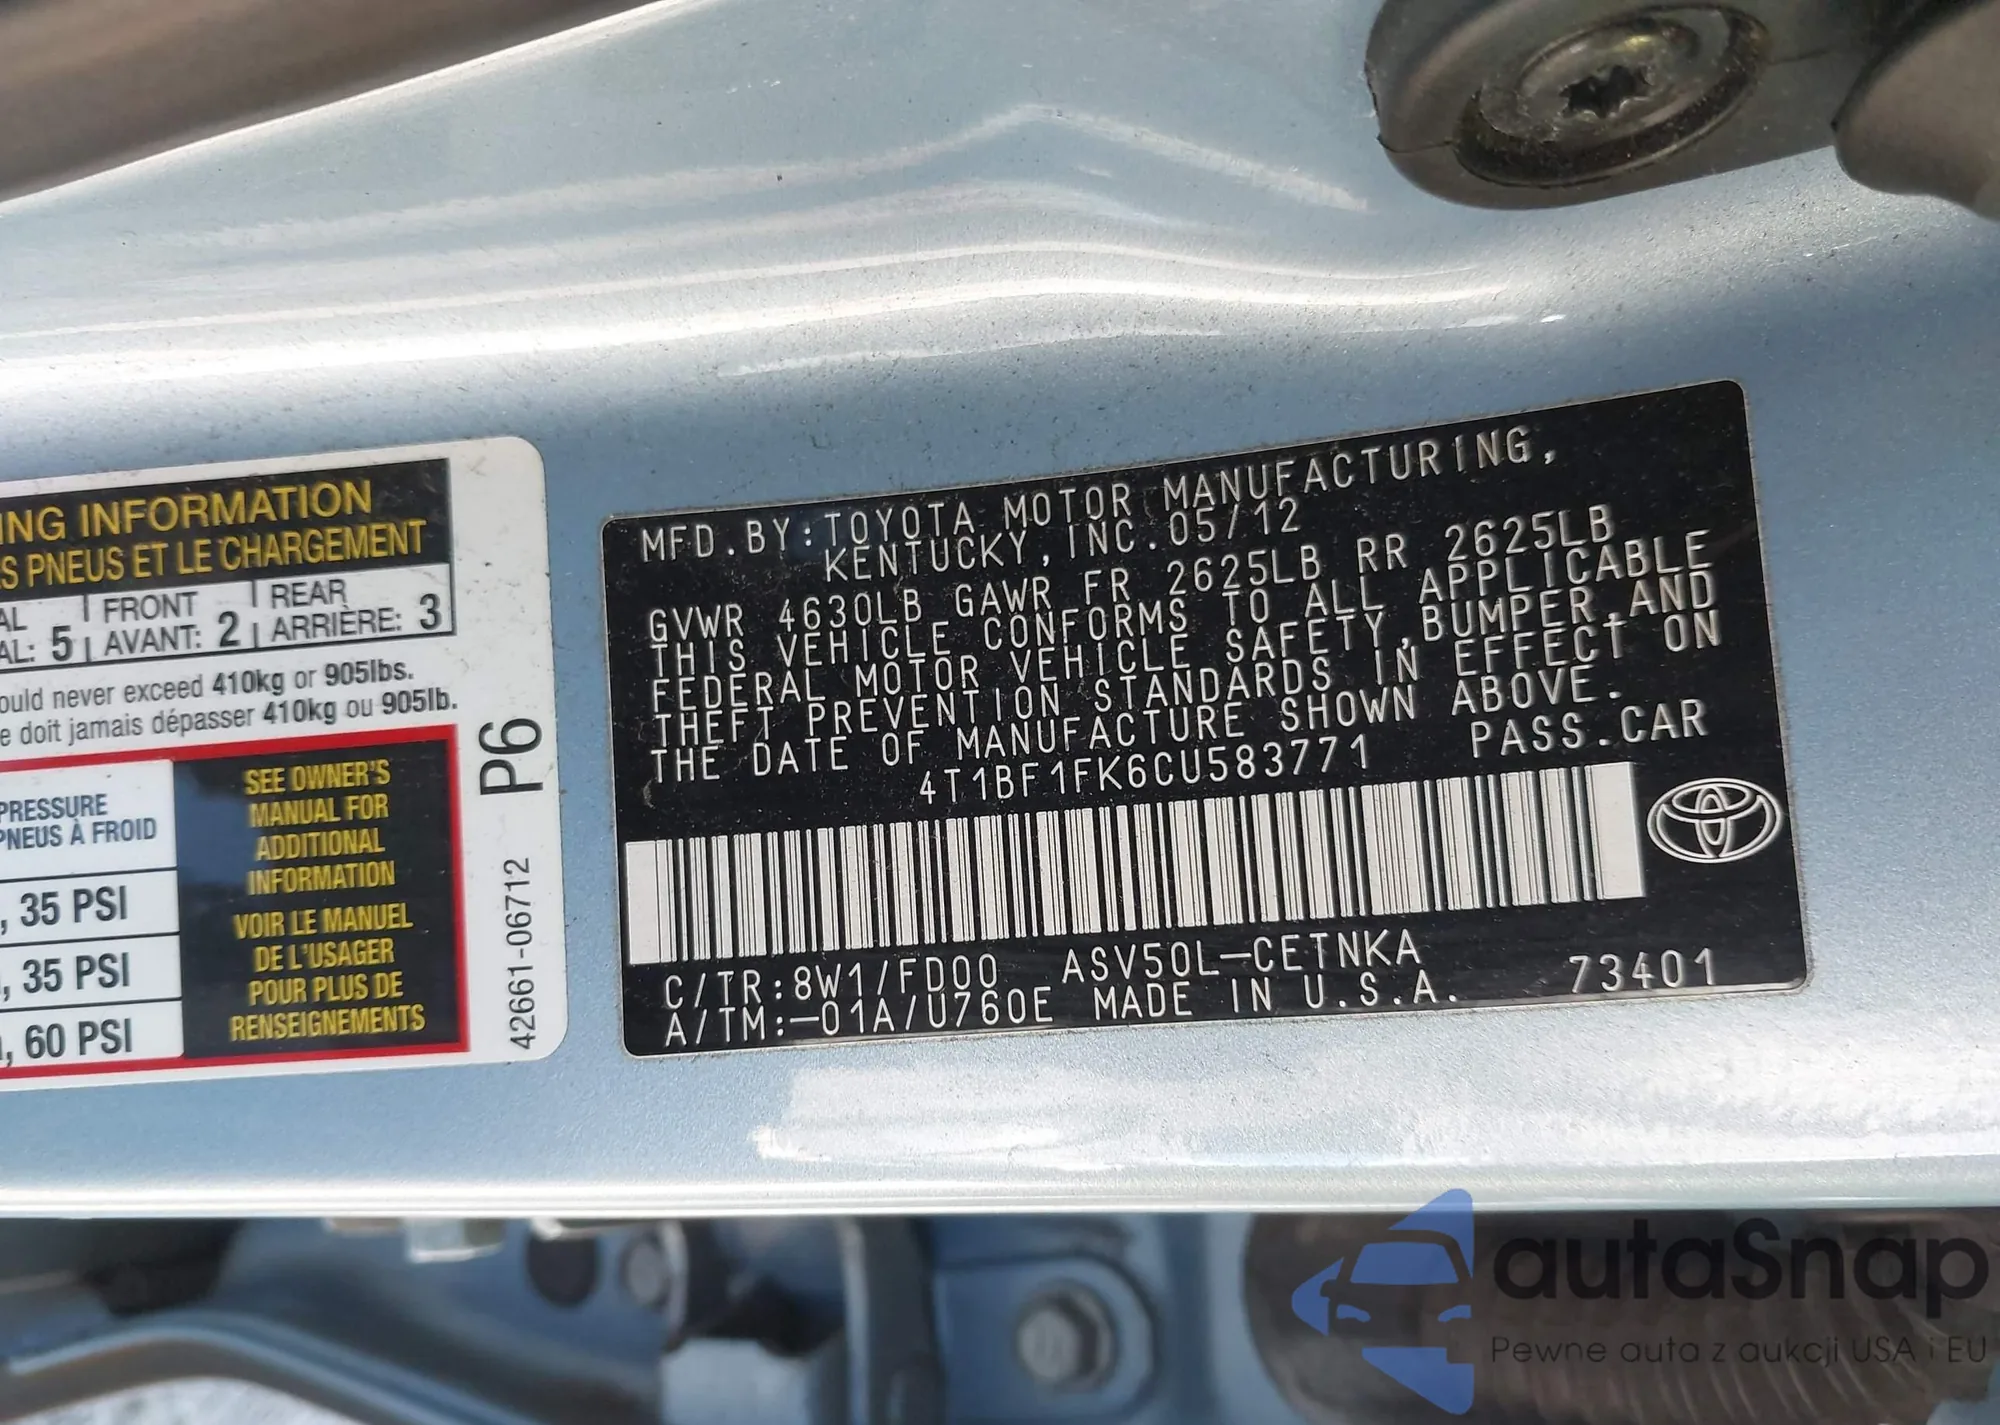 ING INFORMATION
S PNEUS ET LE CHARGEMENT
AL FRONT REAR
AL: 5 AVANT: 2 ARRIÈRE: 3
ould never exceed 410kg or 905lbs.
e doit jamais dépasser 410kg ou 905lb.
PRESSURE
PNEUS À FROID
, 35 PSI
, 35 PSI
, 60 PSI
SEE OWNER'S
MANUAL FOR
ADDITIONAL
INFORMATION
VOIR LE MANUEL
DE L'USAGER
POUR PLUS DE
RENSEIGNEMENTS
P6
42661-06712
MFD.BY:TOYOTA MOTOR MANUFACTURING,
KENTUCKY,INC.05/12
GVWR 4630LB GAWR FR 2625LB RR 2625LB
THIS VEHICLE CONFORMS TO ALL APPLICABLE
FEDERAL MOTOR VEHICLE SAFETY,BUMPER,AND
THEFT PREVENTION STANDARDS IN EFFECT ON
THE DATE OF MANUFACTURE SHOWN ABOVE.
4T1BF1FK6CU583771 PASS.CAR
C/TR:8W1/FD00 ASV50L-CETNKA
A/TM:-01A/U760E MADE IN U.S.A. 73401
autaSnap
Pewne auta z aukcji USA i EU